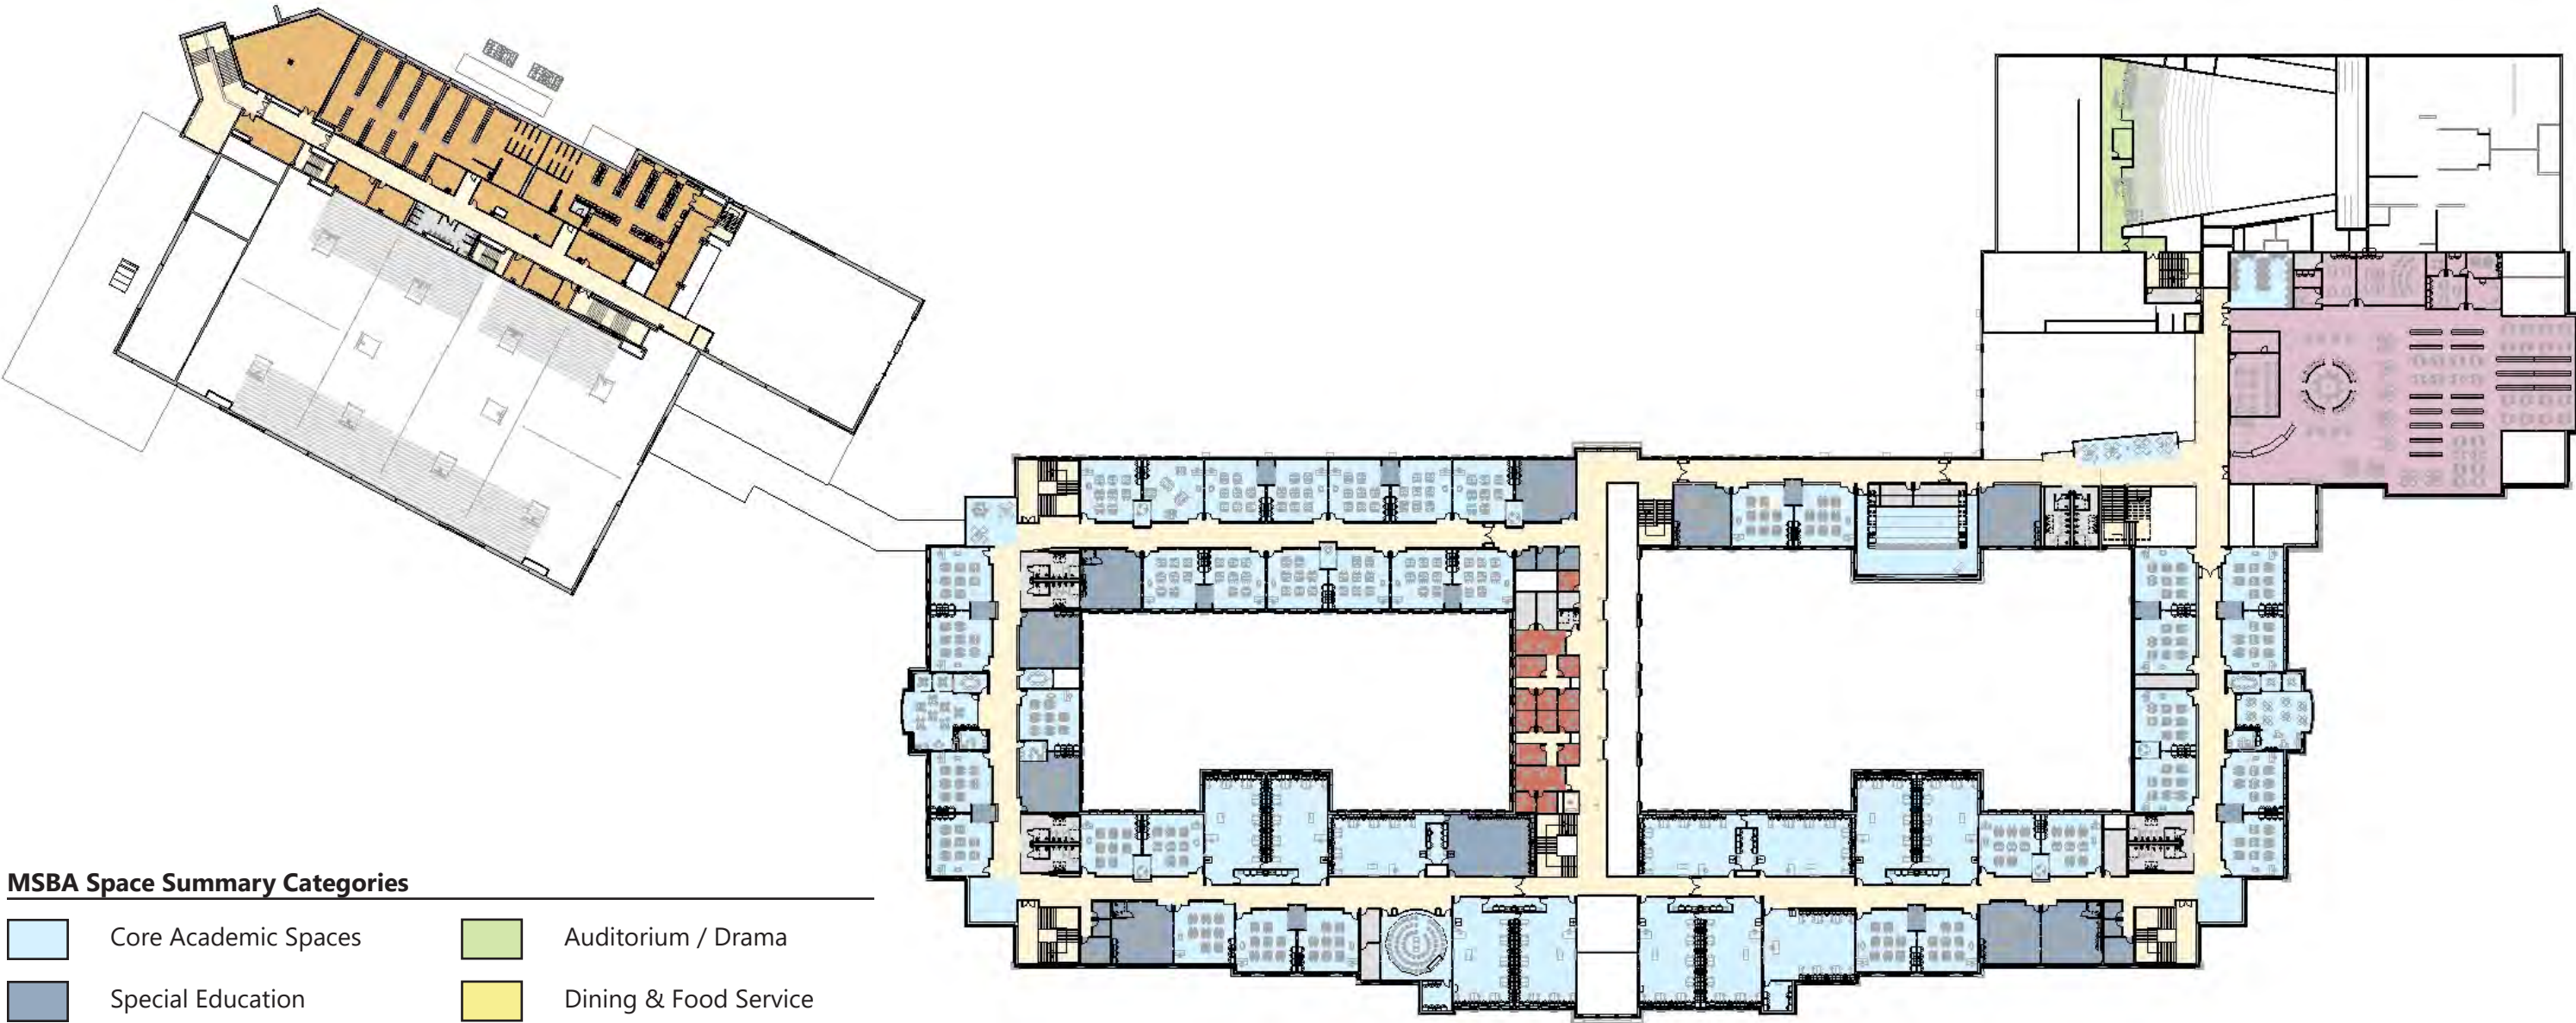 MSBA Space Summary Categories
Core Academic Spaces
Auditorium / Drama
Special Education
Dining & Food Service